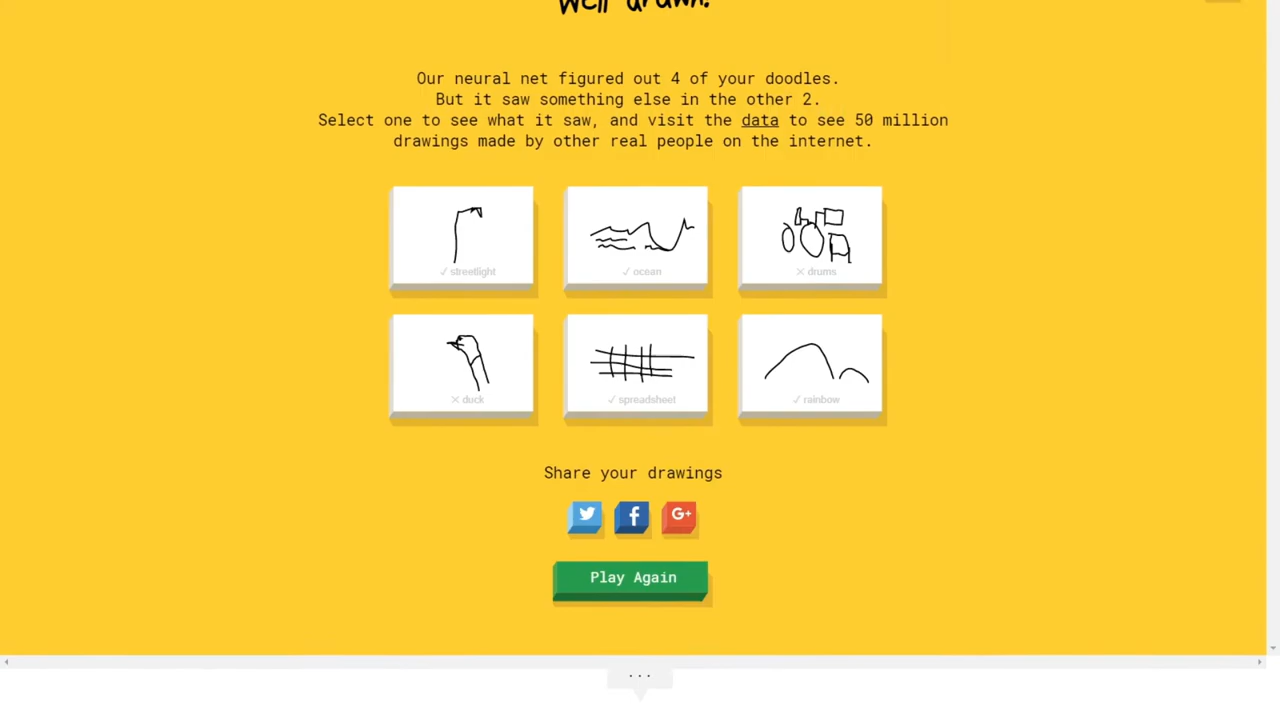 Well drawn!
Our neural net figured out 4 of your doodles.
But it saw something else in the other 2.
Select one to see what it saw, and visit the data to see 50 million
drawings made by other real people on the internet.
✓ streetlight
✓ ocean
✕ drums
✕ duck
✓ spreadsheet
✓ rainbow
Share your drawings
f
G+
Play Again
...